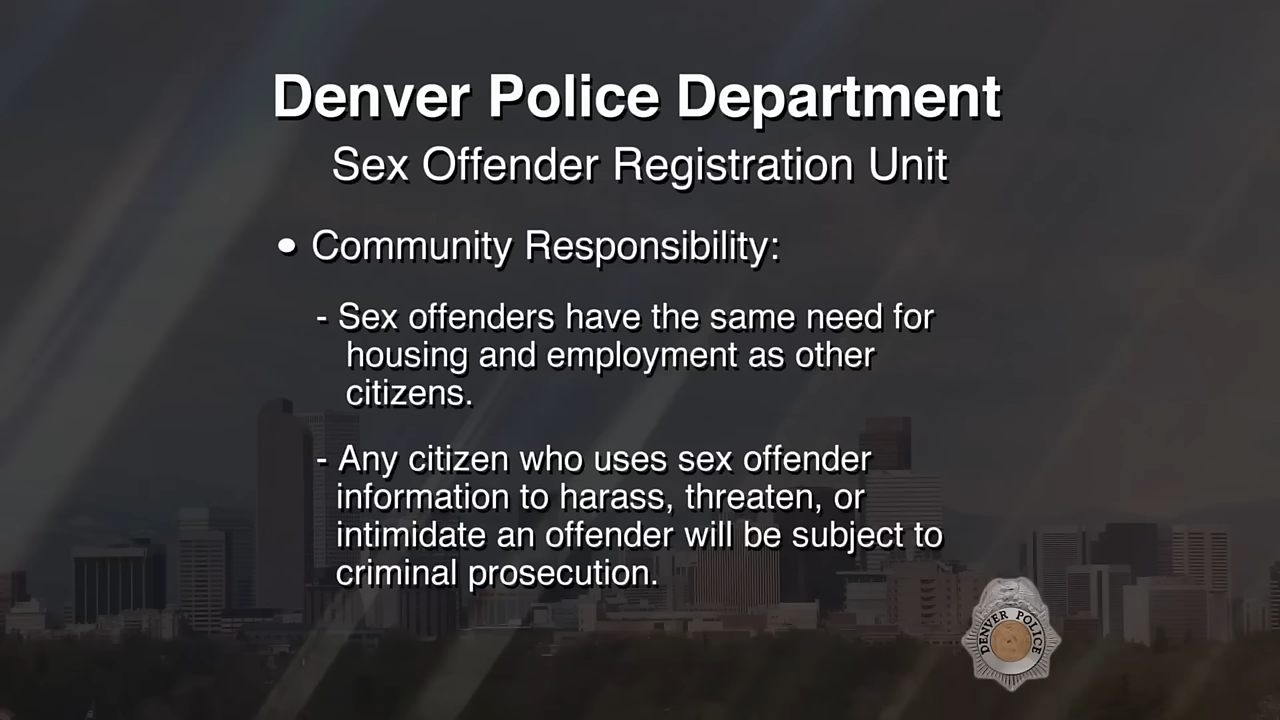 Denver Police Department
Sex Offender Registration Unit
• Community Responsibility:
- Sex offenders have the same need for
housing and employment as other
citizens.
- Any citizen who uses sex offender
information to harass, threaten, or
intimidate an offender will be subject to
criminal prosecution.
DENVER POLICE